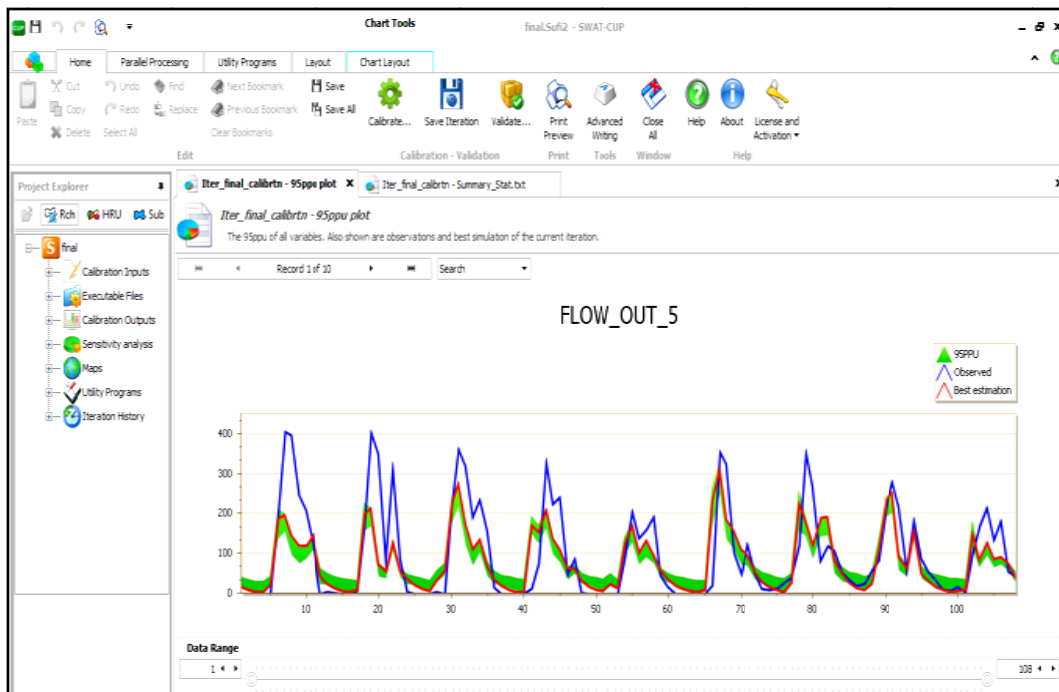 Chart Tools
final.Sufi2 - SWAT-CUP
Home Parallel Processing Utility Programs Layout Chart Layout
Paste
Cut
Copy
Delete
Undo
Redo
Select All
Find
Replace
Next Bookmark
Previous Bookmark
Clear Bookmarks
Save
Save All
Calibrate...
Save Iteration
Validate...
Print Preview
Advanced Writing
Close All
Help
About
License and Activation
Edit
Calibration - Validation
Print
Tools
Window
Help
Project Explorer
Rch HRU Sub
final
Calibration Inputs
Executable Files
Calibration Outputs
Sensitivity analysis
Maps
Utility Programs
Iteration History
Iter_final_calibrtn - 95ppu plot X
Iter_final_calibrtn - Summary_Stat.txt
Iter_final_calibrtn - 95ppu plot
The 95ppu of all variables. Also shown are observations and best simulation of the current iteration.
Record 1 of 10
Search
FLOW_OUT_5
95PPU
Observed
Best estimation
400
300
200
100
0
10 20 30 40 50 60 70 80 90 100
Data Range
1
108